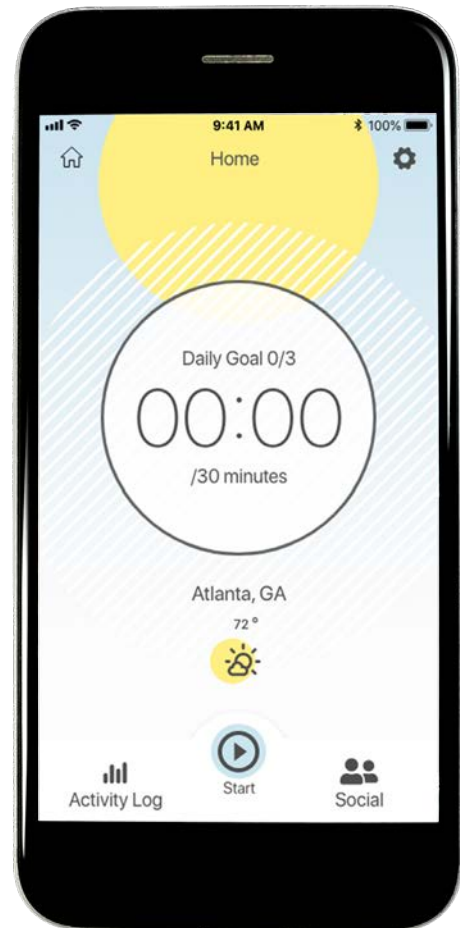 9:41 AM 100%
Home
Daily Goal 0/3
00:00
/30 minutes
Atlanta, GA
72°
Start
Activity Log Social